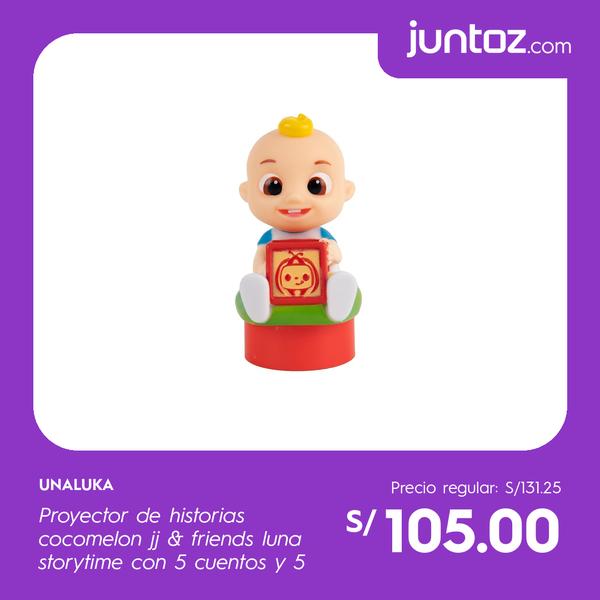 juntoz.com
UNALUKA
Proyector de historias
cocomelon jj & friends luna
storytime con 5 cuentos y 5
Precio regular: S/131.25
S/105.00